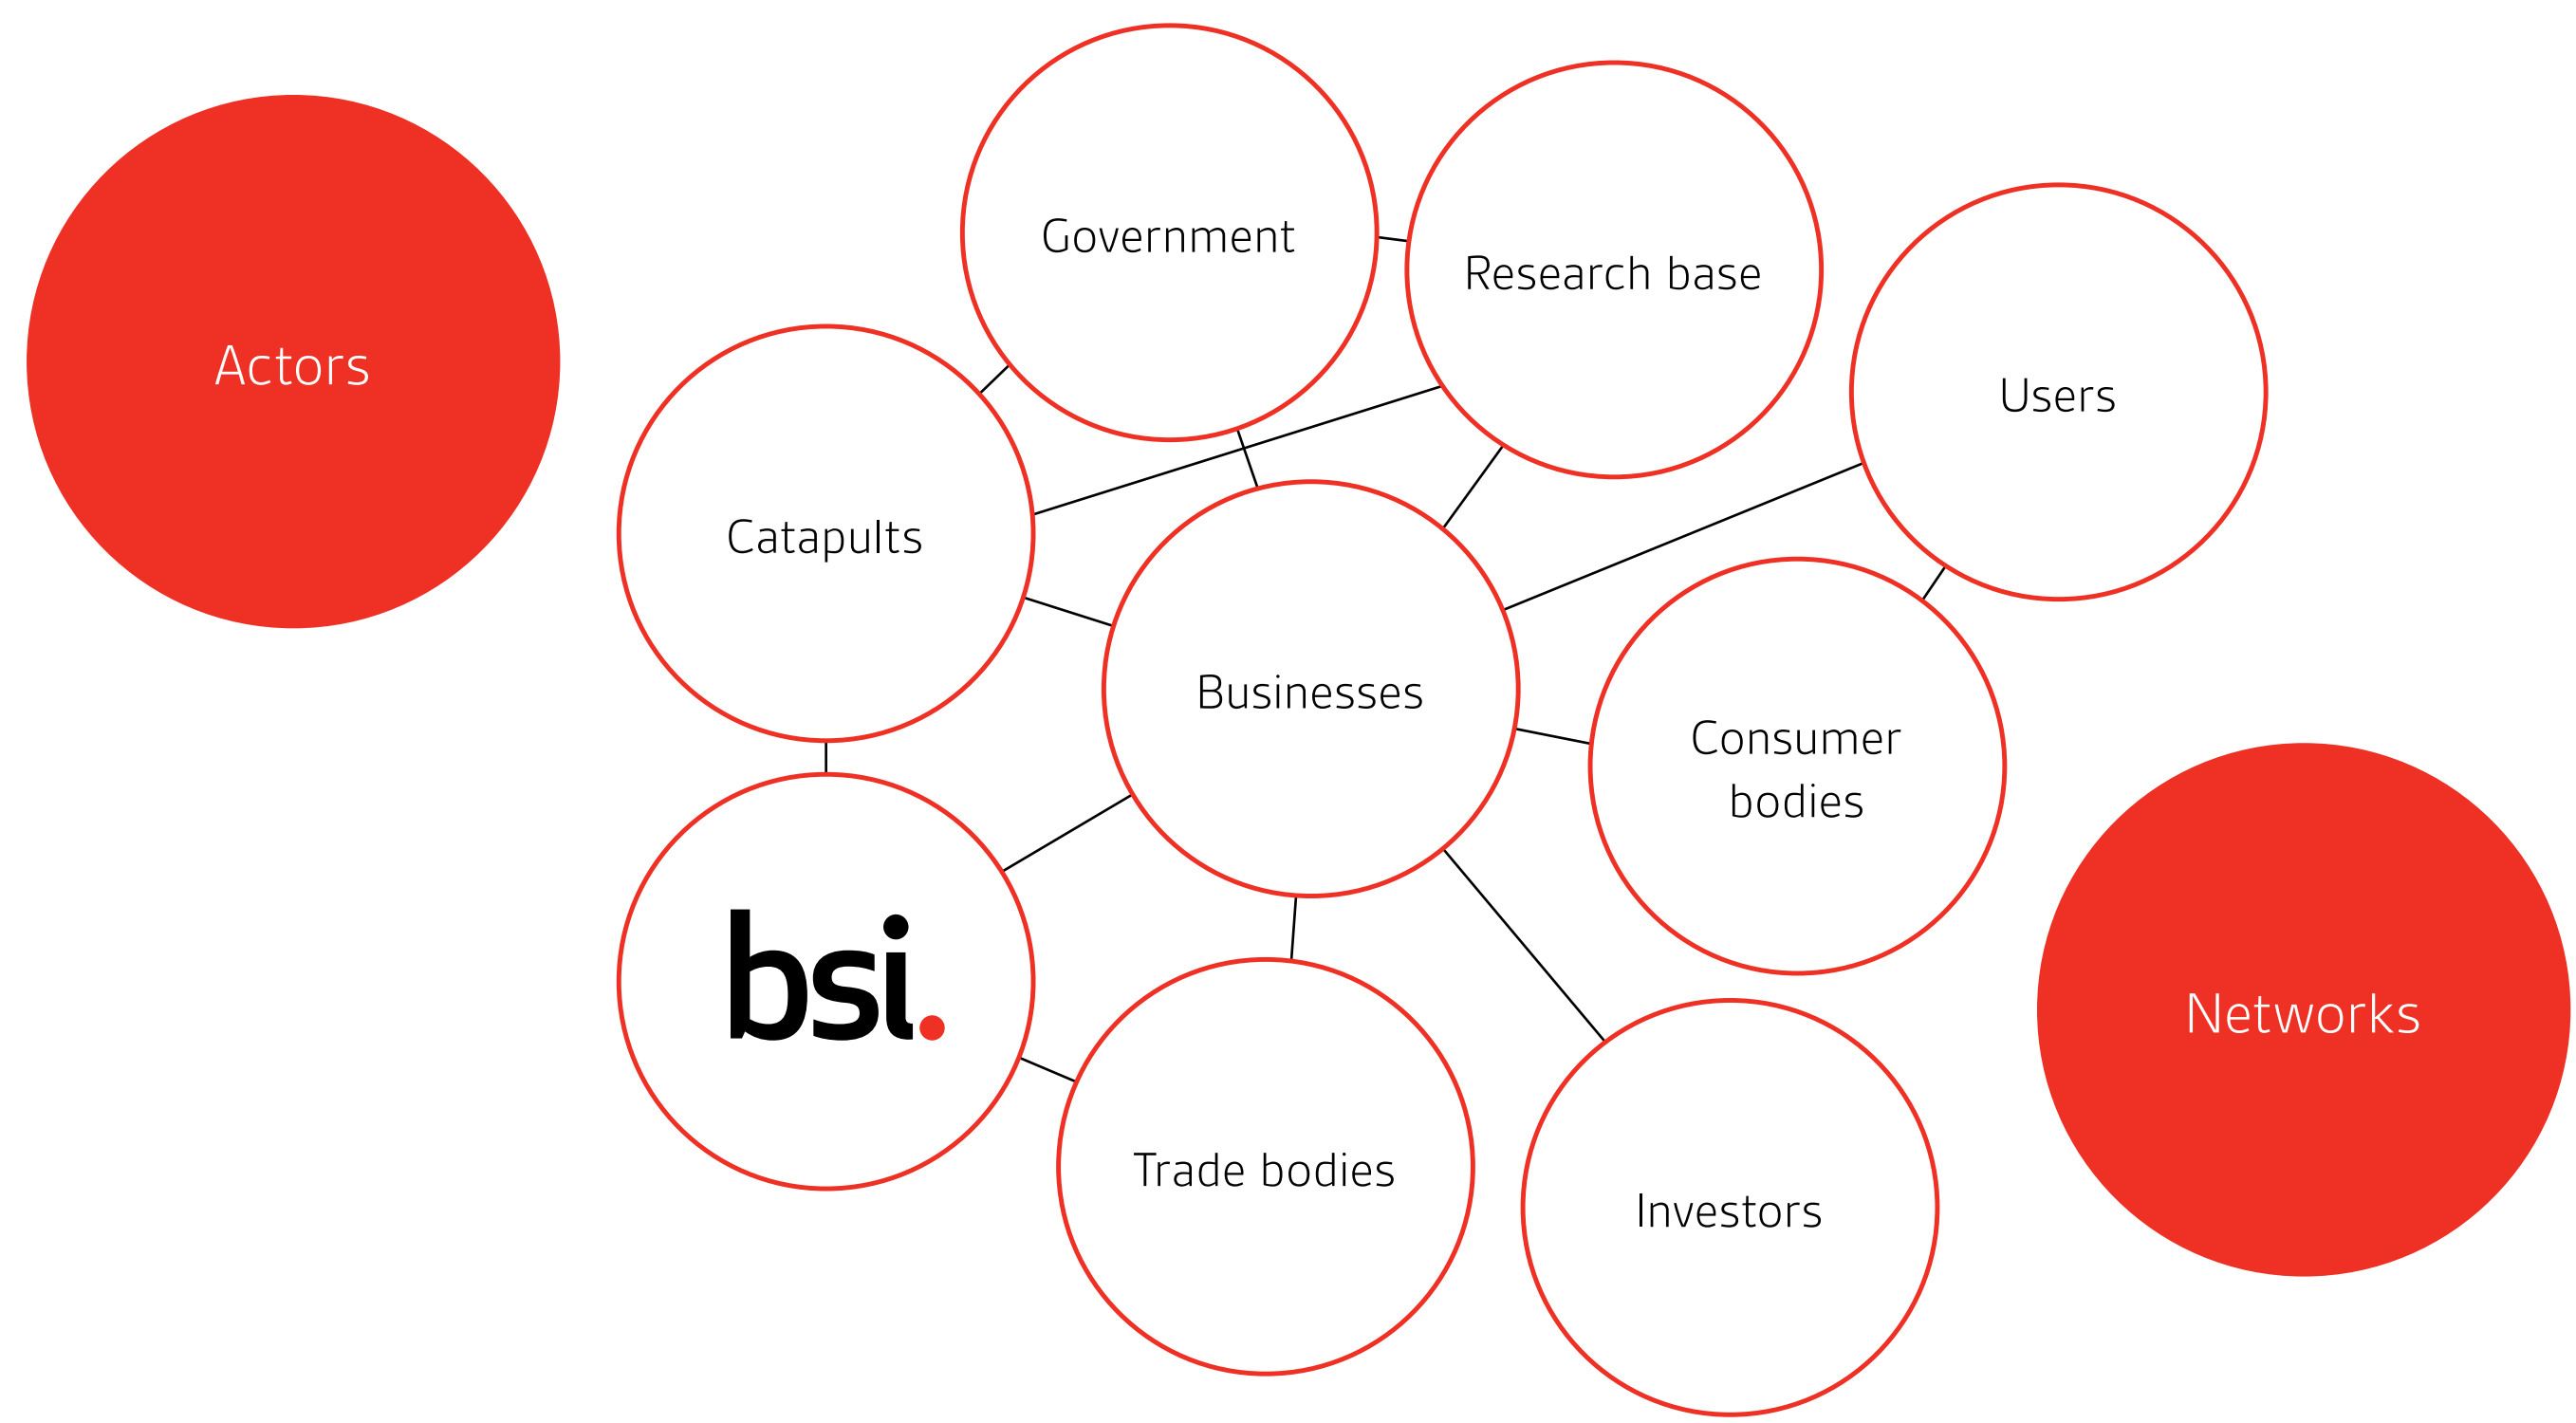 Government
Research base
Actors
Users
Catapults
Businesses
Consumer
bodies
bsi.
Networks
Trade bodies
Investors